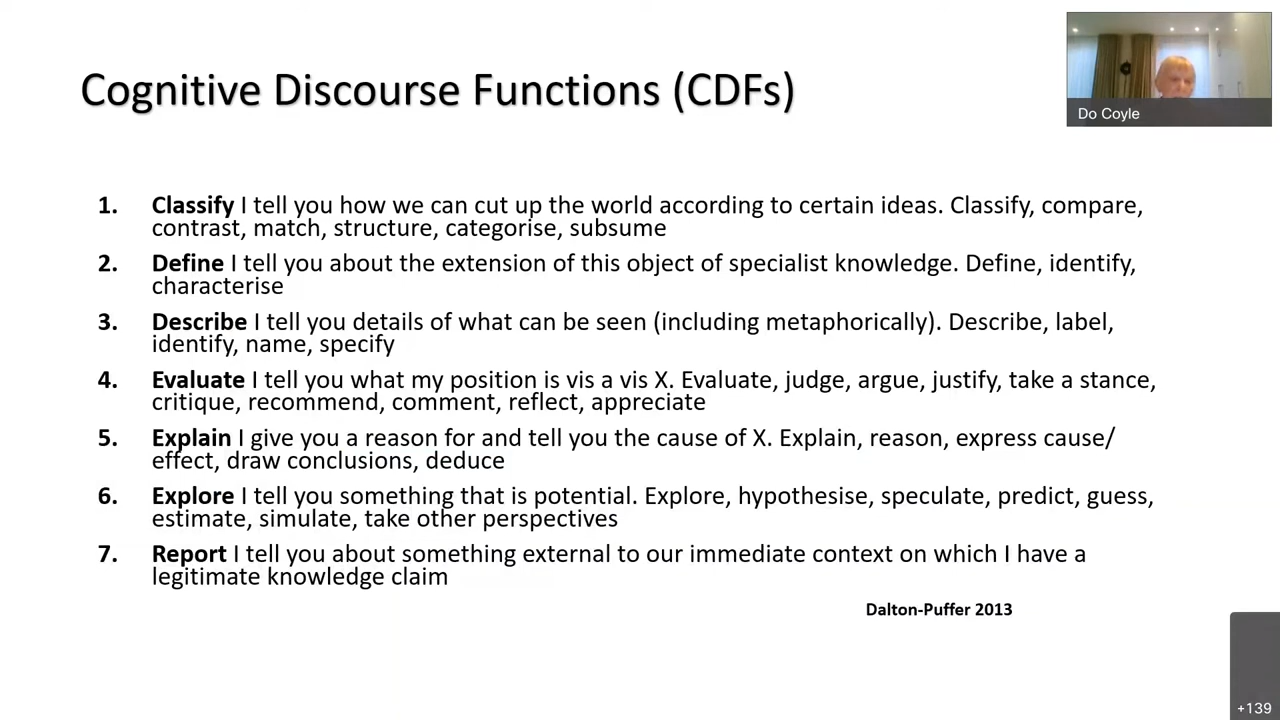 Cognitive Discourse Functions (CDFs)
Do Coyle
1. Classify I tell you how we can cut up the world according to certain ideas. Classify, compare,
contrast, match, structure, categorise, subsume
2. Define I tell you about the extension of this object of specialist knowledge. Define, identify,
characterise
3. Describe I tell you details of what can be seen (including metaphorically). Describe, label,
identify, name, specify
4. Evaluate I tell you what my position is vis a vis X. Evaluate, judge, argue, justify, take a stance,
critique, recommend, comment, reflect, appreciate
5. Explain I give you a reason for and tell you the cause of X. Explain, reason, express cause/
effect, draw conclusions, deduce
6. Explore I tell you something that is potential. Explore, hypothesise, speculate, predict, guess,
estimate, simulate, take other perspectives
7. Report I tell you about something external to our immediate context on which I have a
legitimate knowledge claim
Dalton-Puffer 2013
+139